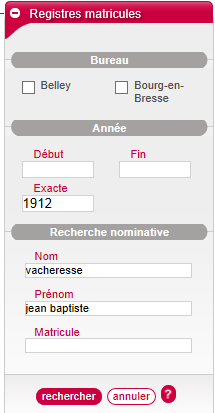 Registres matricules
Bureau
Belley
Bourg-en-
Bresse
Année
Début
Fin
Exacte
1912
Recherche nominative
Nom
vacheresse
Prénom
jean baptiste
Matricule
rechercher
annuler
?